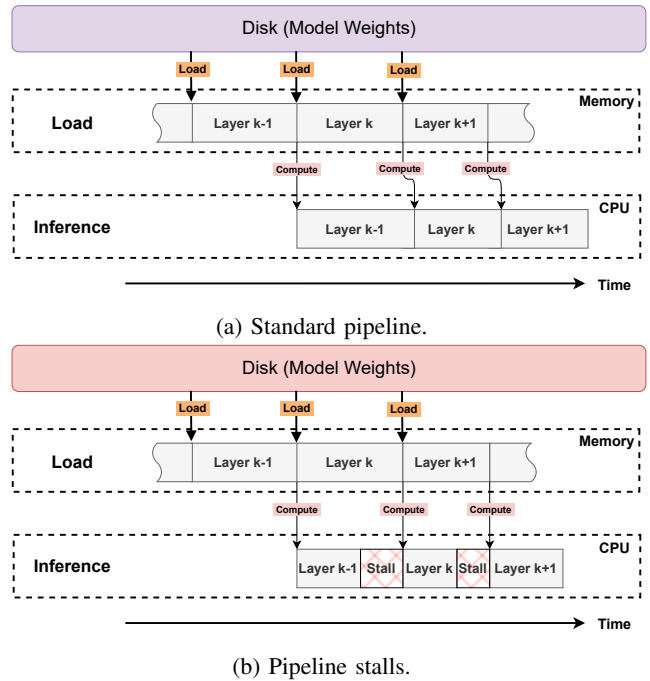 Disk (Model Weights)
Load Load Load
Memory
Load Layer k-1 Layer k Layer k+1
Compute Compute Compute
CPU
Inference Layer k-1 Layer k Layer k+1
Time
(a) Standard pipeline.
Disk (Model Weights)
Load Load Load
Memory
Load Layer k-1 Layer k Layer k+1
Compute Compute Compute
CPU
Inference Layer k-1 Stall Layer k Stall Layer k+1
Time
(b) Pipeline stalls.